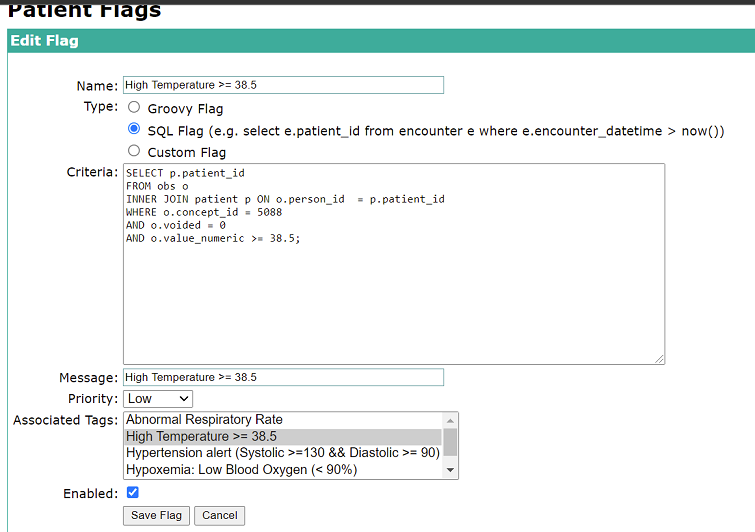 Patient Flags
Edit Flag
Name: High Temperature >= 38.5
Type: Groovy Flag
SQL Flag (e.g. select e.patient_id from encounter e where e.encounter_datetime > now())
Custom Flag
Criteria: SELECT p.patient_id
FROM obs o
INNER JOIN patient p ON o.person_id  = p.patient_id
WHERE o.concept_id = 5088
AND o.voided = 0
AND o.value_numeric >= 38.5;
Message: High Temperature >= 38.5
Priority: Low
Associated Tags: Abnormal Respiratory Rate
High Temperature >= 38.5
Hypertension alert (Systolic >=130 && Diastolic >= 90)
Hypoxemia: Low Blood Oxygen (< 90%)
Enabled:
Save Flag Cancel